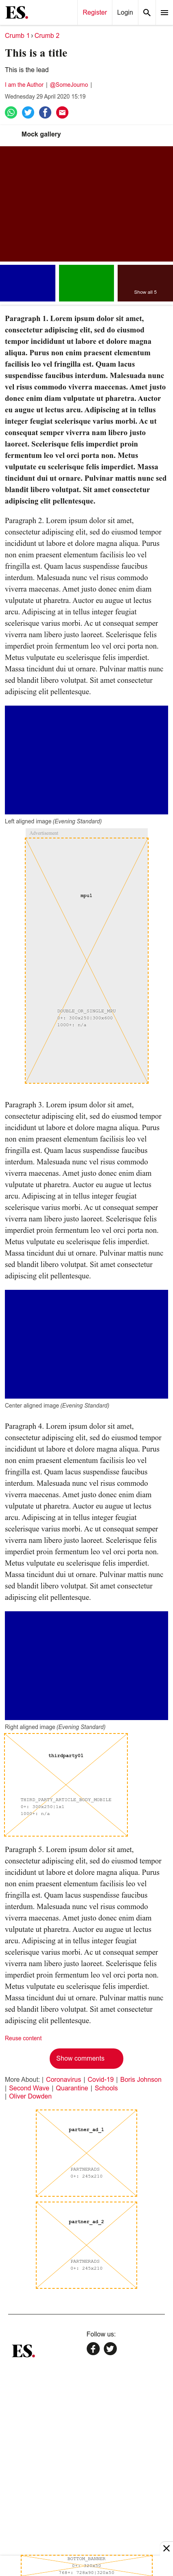 ES.
Register
Login
Crumb 1 › Crumb 2
This is a title
This is the lead
I am the Author | @SomeJourno |
Wednesday 29 April 2020 15:19
Mock gallery
Show all 5
Paragraph 1. Lorem ipsum dolor sit amet,
consectetur adipiscing elit, sed do eiusmod
tempor incididunt ut labore et dolore magna
aliqua. Purus non enim praesent elementum
facilisis leo vel fringilla est. Quam lacus
suspendisse faucibus interdum. Malesuada nunc
vel risus commodo viverra maecenas. Amet justo
donec enim diam vulputate ut pharetra. Auctor
eu augue ut lectus arcu. Adipiscing at in tellus
integer feugiat scelerisque varius morbi. Ac ut
consequat semper viverra nam libero justo
laoreet. Scelerisque felis imperdiet proin
fermentum leo vel orci porta non. Metus
vulputate eu scelerisque felis imperdiet. Massa
tincidunt dui ut ornare. Pulvinar mattis nunc sed
blandit libero volutpat. Sit amet consectetur
adipiscing elit pellentesque.
Paragraph 2. Lorem ipsum dolor sit amet,
consectetur adipiscing elit, sed do eiusmod tempor
incididunt ut labore et dolore magna aliqua. Purus
non enim praesent elementum facilisis leo vel
fringilla est. Quam lacus suspendisse faucibus
interdum. Malesuada nunc vel risus commodo
viverra maecenas. Amet justo donec enim diam
vulputate ut pharetra. Auctor eu augue ut lectus
arcu. Adipiscing at in tellus integer feugiat
scelerisque varius morbi. Ac ut consequat semper
viverra nam libero justo laoreet. Scelerisque felis
imperdiet proin fermentum leo vel orci porta non.
Metus vulputate eu scelerisque felis imperdiet.
Massa tincidunt dui ut ornare. Pulvinar mattis nunc
sed blandit libero volutpat. Sit amet consectetur
adipiscing elit pellentesque.
Left aligned image (Evening Standard)
Advertisement
mpu1
DOUBLE_OR_SINGLE_MPU
0+: 300x250|300x600
1000+: n/a
Paragraph 3. Lorem ipsum dolor sit amet,
consectetur adipiscing elit, sed do eiusmod tempor
incididunt ut labore et dolore magna aliqua. Purus
non enim praesent elementum facilisis leo vel
fringilla est. Quam lacus suspendisse faucibus
interdum. Malesuada nunc vel risus commodo
viverra maecenas. Amet justo donec enim diam
vulputate ut pharetra. Auctor eu augue ut lectus
arcu. Adipiscing at in tellus integer feugiat
scelerisque varius morbi. Ac ut consequat semper
viverra nam libero justo laoreet. Scelerisque felis
imperdiet proin fermentum leo vel orci porta non.
Metus vulputate eu scelerisque felis imperdiet.
Massa tincidunt dui ut ornare. Pulvinar mattis nunc
sed blandit libero volutpat. Sit amet consectetur
adipiscing elit pellentesque.
Center aligned image (Evening Standard)
Paragraph 4. Lorem ipsum dolor sit amet,
consectetur adipiscing elit, sed do eiusmod tempor
incididunt ut labore et dolore magna aliqua. Purus
non enim praesent elementum facilisis leo vel
fringilla est. Quam lacus suspendisse faucibus
interdum. Malesuada nunc vel risus commodo
viverra maecenas. Amet justo donec enim diam
vulputate ut pharetra. Auctor eu augue ut lectus
arcu. Adipiscing at in tellus integer feugiat
scelerisque varius morbi. Ac ut consequat semper
viverra nam libero justo laoreet. Scelerisque felis
imperdiet proin fermentum leo vel orci porta non.
Metus vulputate eu scelerisque felis imperdiet.
Massa tincidunt dui ut ornare. Pulvinar mattis nunc
sed blandit libero volutpat. Sit amet consectetur
adipiscing elit pellentesque.
Right aligned image (Evening Standard)
thirdparty01
THIRD_PARTY_ARTICLE_BODY_MOBILE
0+: 300x250|1x1
1000+: n/a
Paragraph 5. Lorem ipsum dolor sit amet,
consectetur adipiscing elit, sed do eiusmod tempor
incididunt ut labore et dolore magna aliqua. Purus
non enim praesent elementum facilisis leo vel
fringilla est. Quam lacus suspendisse faucibus
interdum. Malesuada nunc vel risus commodo
viverra maecenas. Amet justo donec enim diam
vulputate ut pharetra. Auctor eu augue ut lectus
arcu. Adipiscing at in tellus integer feugiat
scelerisque varius morbi. Ac ut consequat semper
viverra nam libero justo laoreet. Scelerisque felis
imperdiet proin fermentum leo vel orci porta non.
Metus vulputate eu scelerisque felis imperdiet.
Massa tincidunt dui ut ornare. Pulvinar mattis nunc
sed blandit libero volutpat. Sit amet consectetur
adipiscing elit pellentesque.
Reuse content
Show comments
More About: | Coronavirus | Covid-19 | Boris Johnson
| Second Wave | Quarantine | Schools
| Oliver Dowden
partner_ad_1
PARTNERADS
0+: 245x210
partner_ad_2
PARTNERADS
0+: 245x210
Follow us:
ES.
BOTTOM_BANNER
0+: 320x50